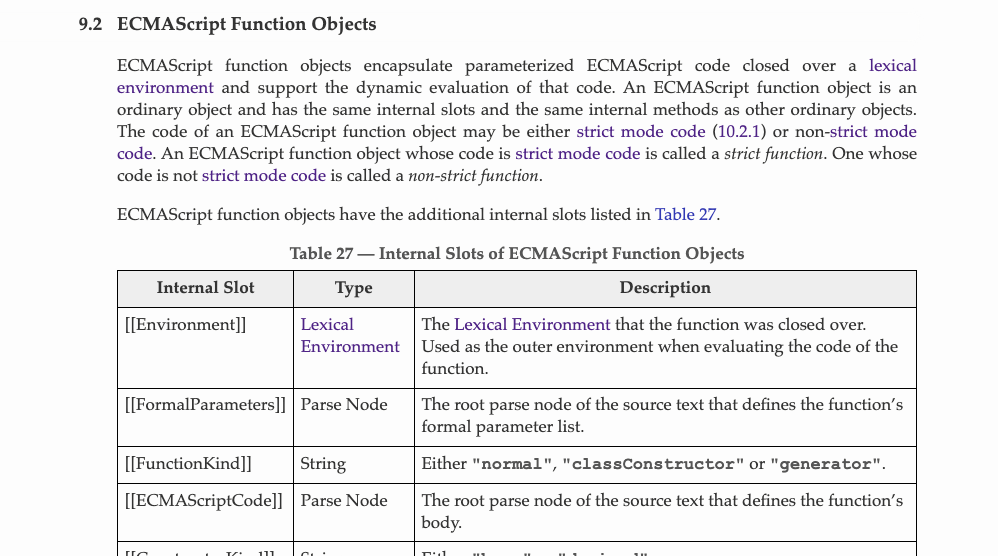 9.2 ECMAScript Function Objects
ECMAScript function objects encapsulate parameterized ECMAScript code closed over a lexical
environment and support the dynamic evaluation of that code. An ECMAScript function object is an
ordinary object and has the same internal slots and the same internal methods as other ordinary objects.
The code of an ECMAScript function object may be either strict mode code (10.2.1) or non-strict mode
code. An ECMAScript function object whose code is strict mode code is called a strict function. One whose
code is not strict mode code is called a non-strict function.
ECMAScript function objects have the additional internal slots listed in Table 27.
Table 27 — Internal Slots of ECMAScript Function Objects
Internal Slot Type Description
[[Environment]] Lexical Environment The Lexical Environment that the function was closed over.
Used as the outer environment when evaluating the code of the
function.
[[FormalParameters]] Parse Node The root parse node of the source text that defines the function’s
formal parameter list.
[[FunctionKind]] String Either "normal", "classConstructor" or "generator".
[[ECMAScriptCode]] Parse Node The root parse node of the source text that defines the function’s
body.